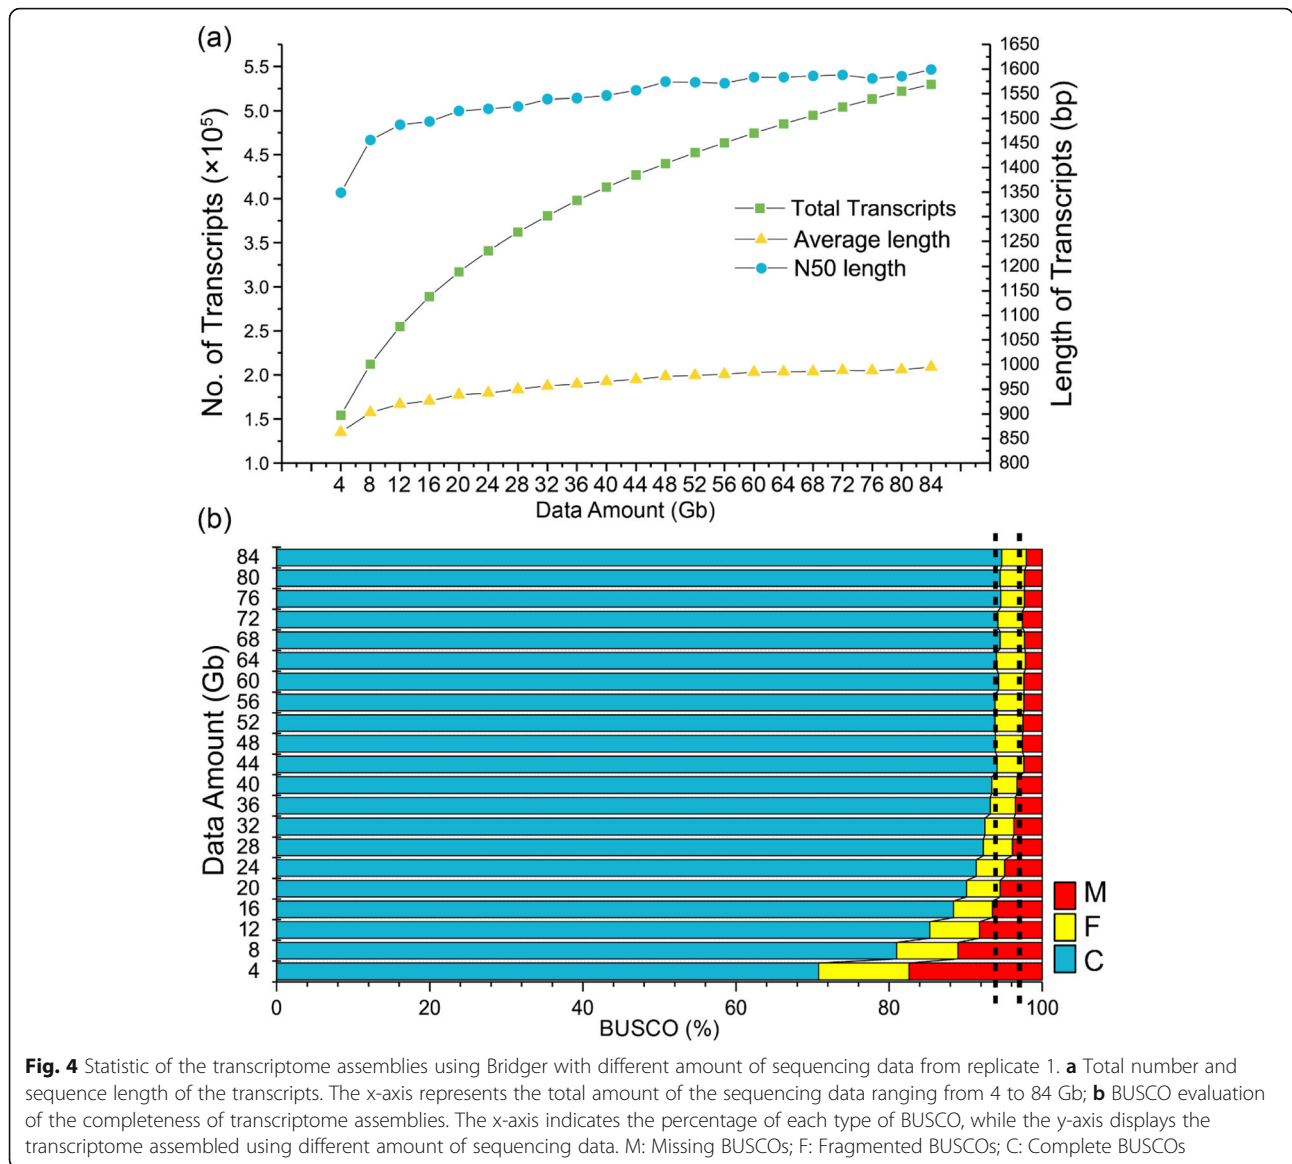 (a)
No. of Transcripts (×10⁵)
5.5
5.0
4.5
4.0
3.5
3.0
2.5
2.0
1.5
1.0
1650
1600
1550
1500
1450
1400
1350
1300
1250
1200
1150
1100
1050
1000
950
900
850
800
Length of Transcripts (bp)
Total Transcripts
Average length
N50 length
4 8 12 16 20 24 28 32 36 40 44 48 52 56 60 64 68 72 76 80 84
Data Amount (Gb)
(b)
Data Amount (Gb)
84
80
76
72
68
64
60
56
52
48
44
40
36
32
28
24
20
16
12
8
4
M
F
C
0 20 40 60 80 100
BUSCO (%)
Fig. 4 Statistic of the transcriptome assemblies using Bridger with different amount of sequencing data from replicate 1. a Total number and
sequence length of the transcripts. The x-axis represents the total amount of the sequencing data ranging from 4 to 84 Gb; b BUSCO evaluation
of the completeness of transcriptome assemblies. The x-axis indicates the percentage of each type of BUSCO, while the y-axis displays the
transcriptome assembled using different amount of sequencing data. M: Missing BUSCOs; F: Fragmented BUSCOs; C: Complete BUSCOs